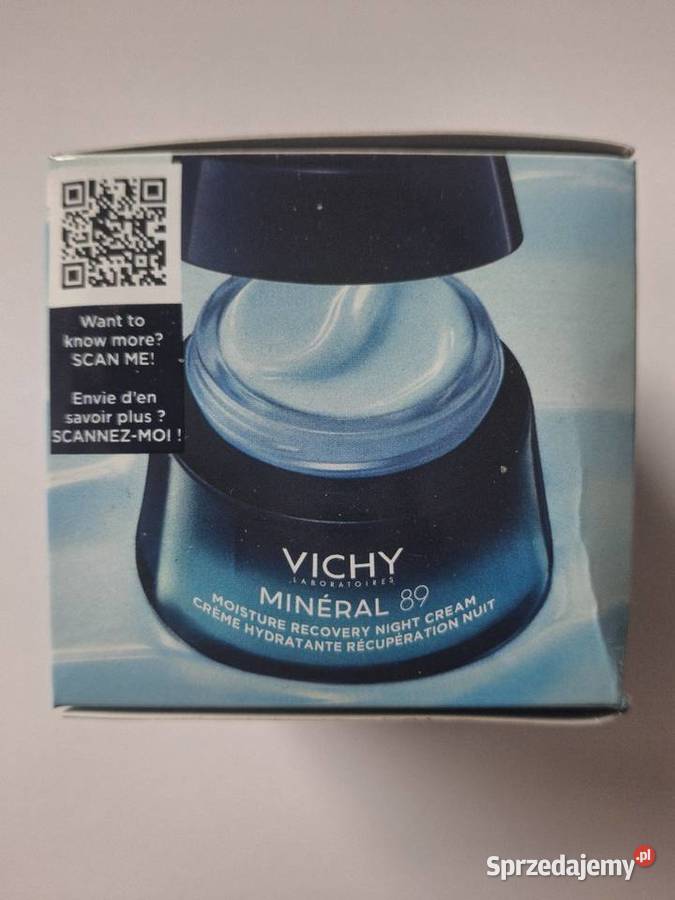 Want to
know more?
SCAN ME!
Envie d'en
savoir plus ?
SCANNEZ-MOI !
VICHY
LABORATOIRES
MINÉRAL 89
MOISTURE RECOVERY NIGHT CREAM
CRÈME HYDRATANTE RÉCUPÉRATION NUIT
Sprzedajemy.pl